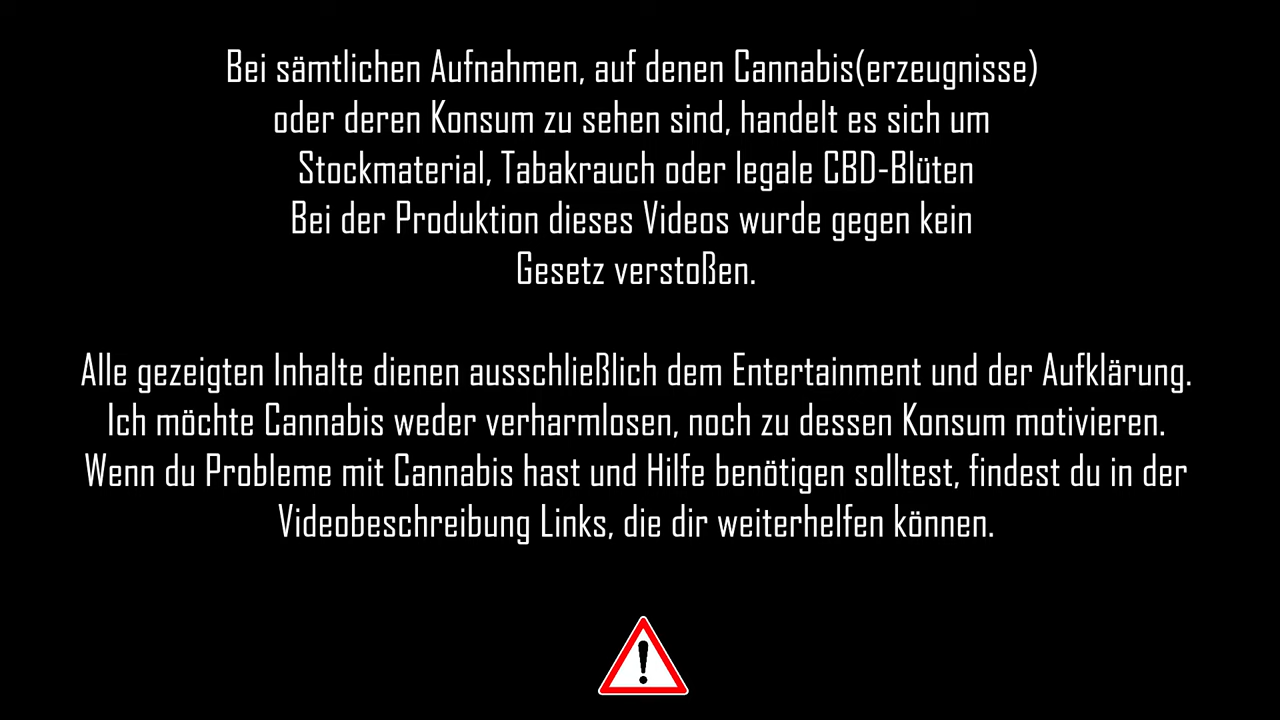 Bei sämtlichen Aufnahmen, auf denen Cannabis(erzeugnisse)
oder deren Konsum zu sehen sind, handelt es sich um
Stockmaterial, Tabakrauch oder legale CBD-Blüten
Bei der Produktion dieses Videos wurde gegen kein
Gesetz verstoßen.
Alle gezeigten Inhalte dienen ausschließlich dem Entertainment und der Aufklärung.
Ich möchte Cannabis weder verharmlosen, noch zu dessen Konsum motivieren.
Wenn du Probleme mit Cannabis hast und Hilfe benötigen solltest, findest du in der
Videobeschreibung Links, die dir weiterhelfen können.
!